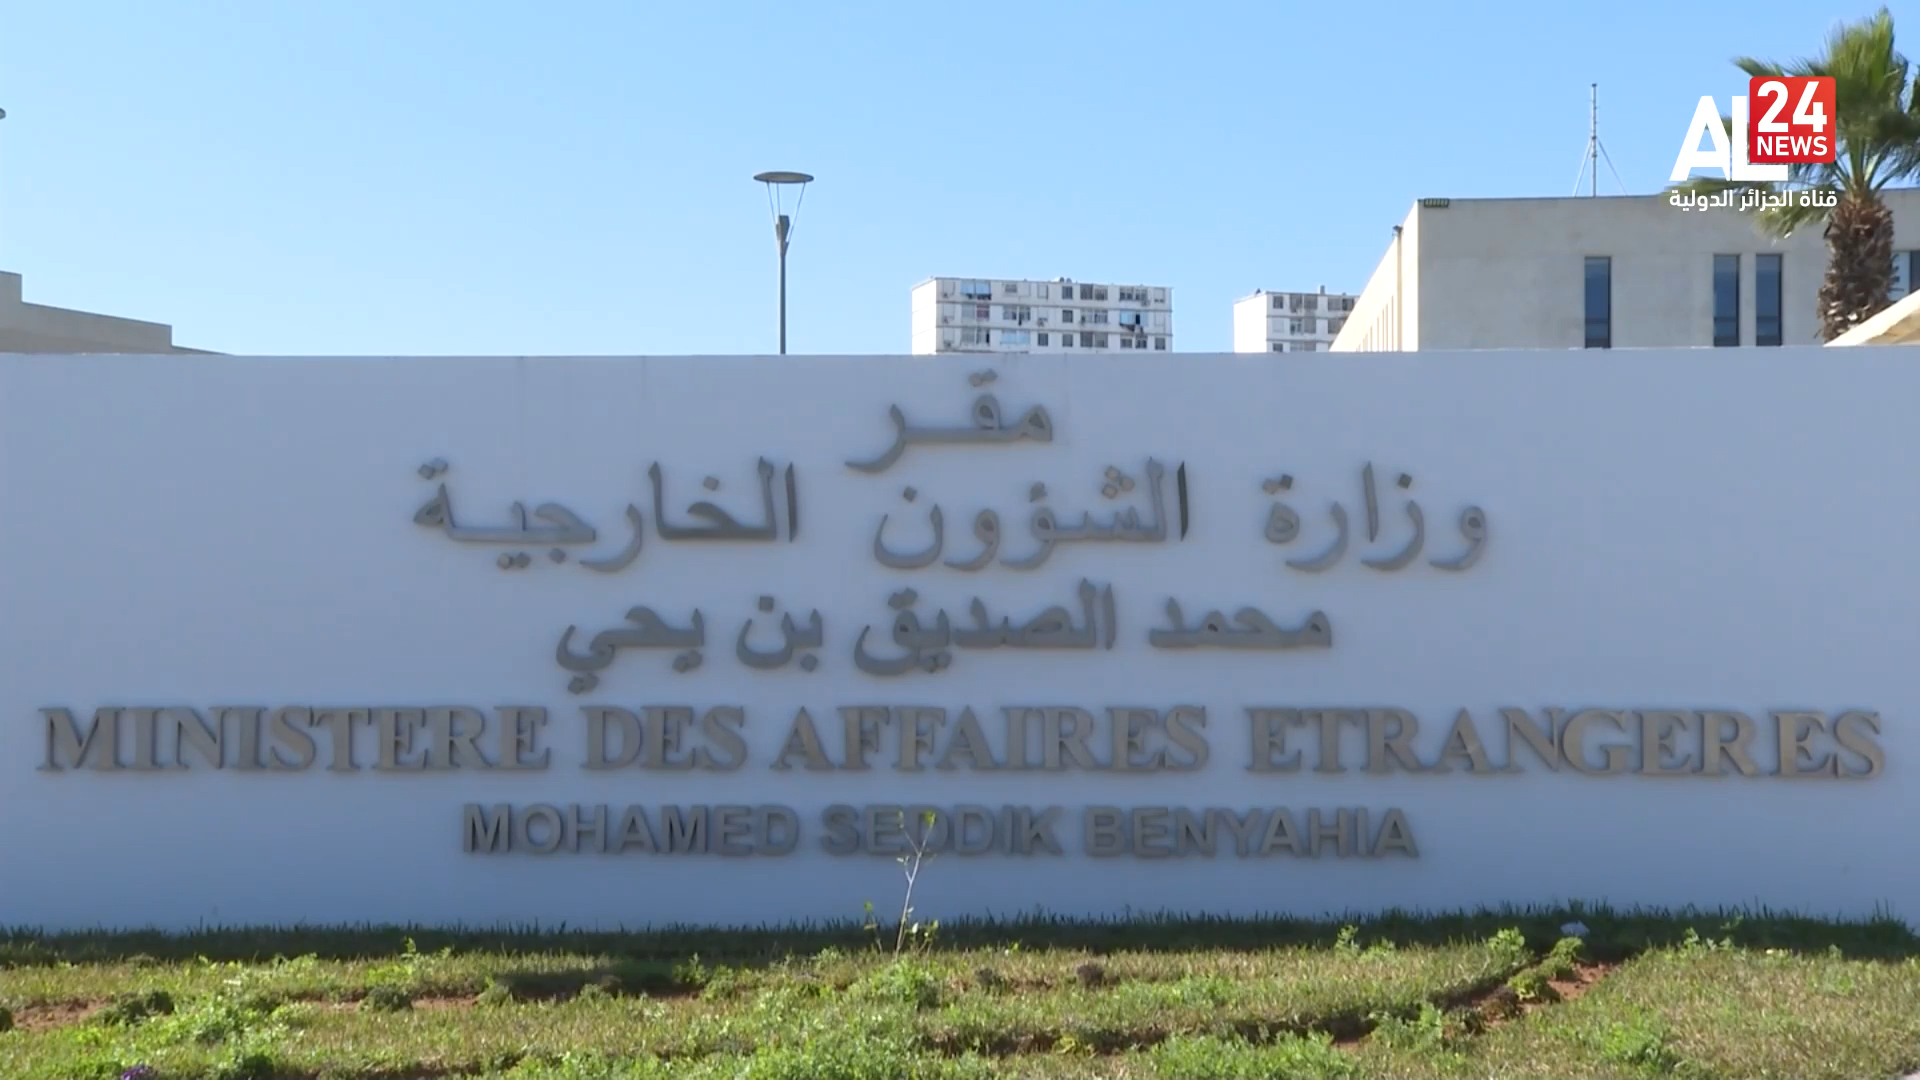 AL 24 NEWS
قناة الجزائر الدولية
مقـر
وزارة الشؤون الخارجية
محمد الصديق بن يحي
MINISTERE DES AFFAIRES ETRANGERES
MOHAMED SEDDIK BENYAHIA